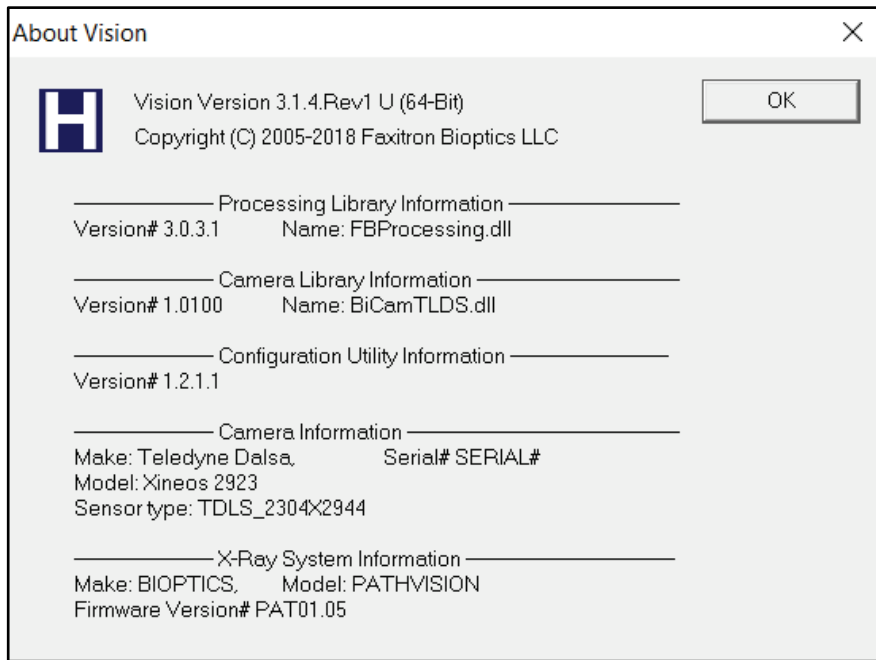 About Vision
H
Vision Version 3.1.4.Rev1 U (64-Bit)
OK
Copyright (C) 2005-2018 Faxitron Bioptics LLC
Processing Library Information
Version# 3.0.3.1 Name: FBProcessing.dll
Camera Library Information
Version# 1.0100 Name: BiCamTLDS.dll
Configuration Utility Information
Version# 1.2.1.1
Camera Information
Make: Teledyne Dalsa, Serial# SERIAL#
Model: Xineos 2923
Sensor type: TDLS_2304X2944
X-Ray System Information
Make: BIOPTICS, Model: PATHVISION
Firmware Version# PAT01.05